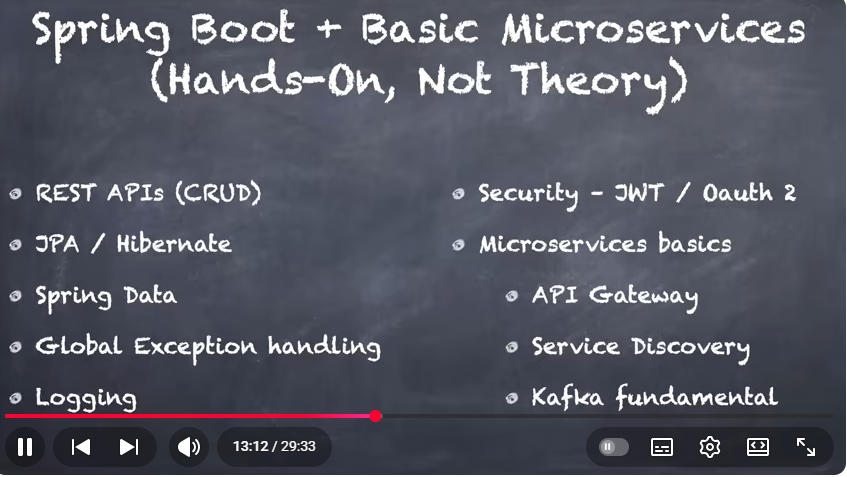 Spring Boot + Basic Microservices
(Hands-On, Not Theory)
REST APIs (CRUD)
JPA / Hibernate
Spring Data
Global Exception handling
Logging
Security - JWT / Oauth 2
Microservices basics
API Gateway
Service Discovery
Kafka fundamental
13:12 / 29:33